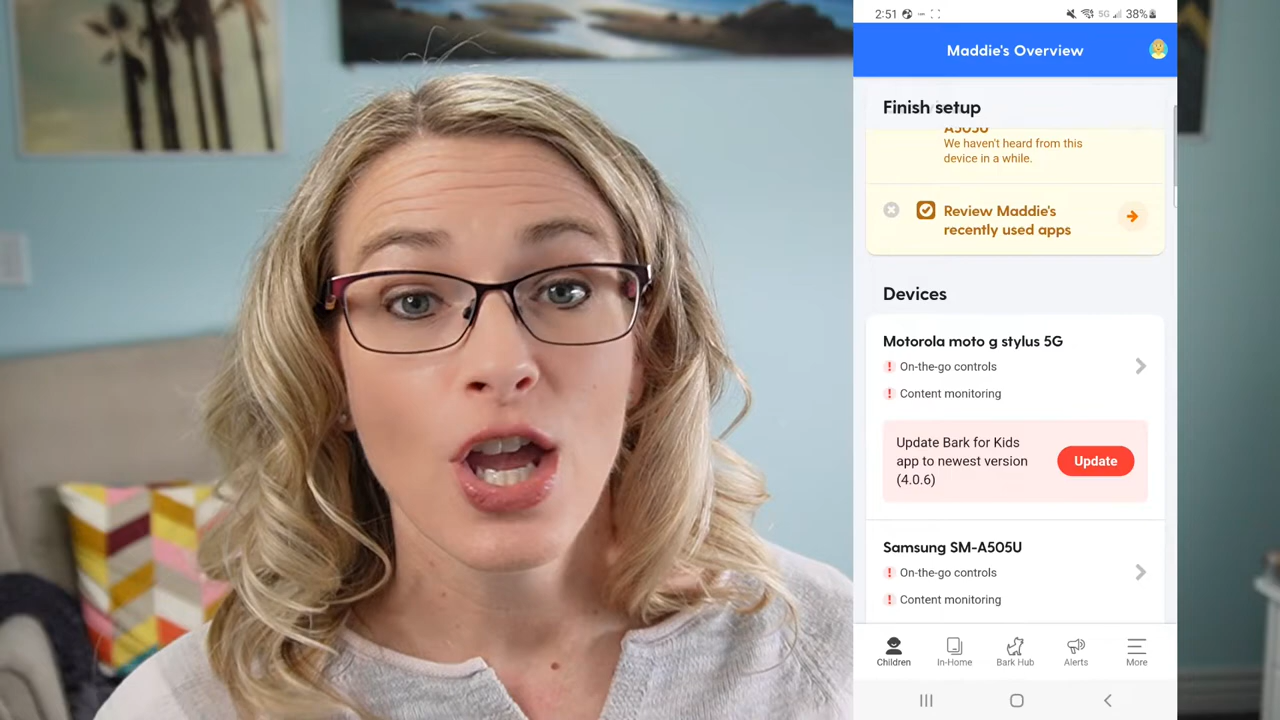 2:51
5G
38%
Maddie's Overview
Finish setup
A505U
We haven't heard from this
device in a while.
Review Maddie's
recently used apps
Devices
Motorola moto g stylus 5G
! On-the-go controls
! Content monitoring
Update Bark for Kids
app to newest version
(4.0.6)
Update
Samsung SM-A505U
! On-the-go controls
! Content monitoring
Children
In-Home
Bark Hub
Alerts
More